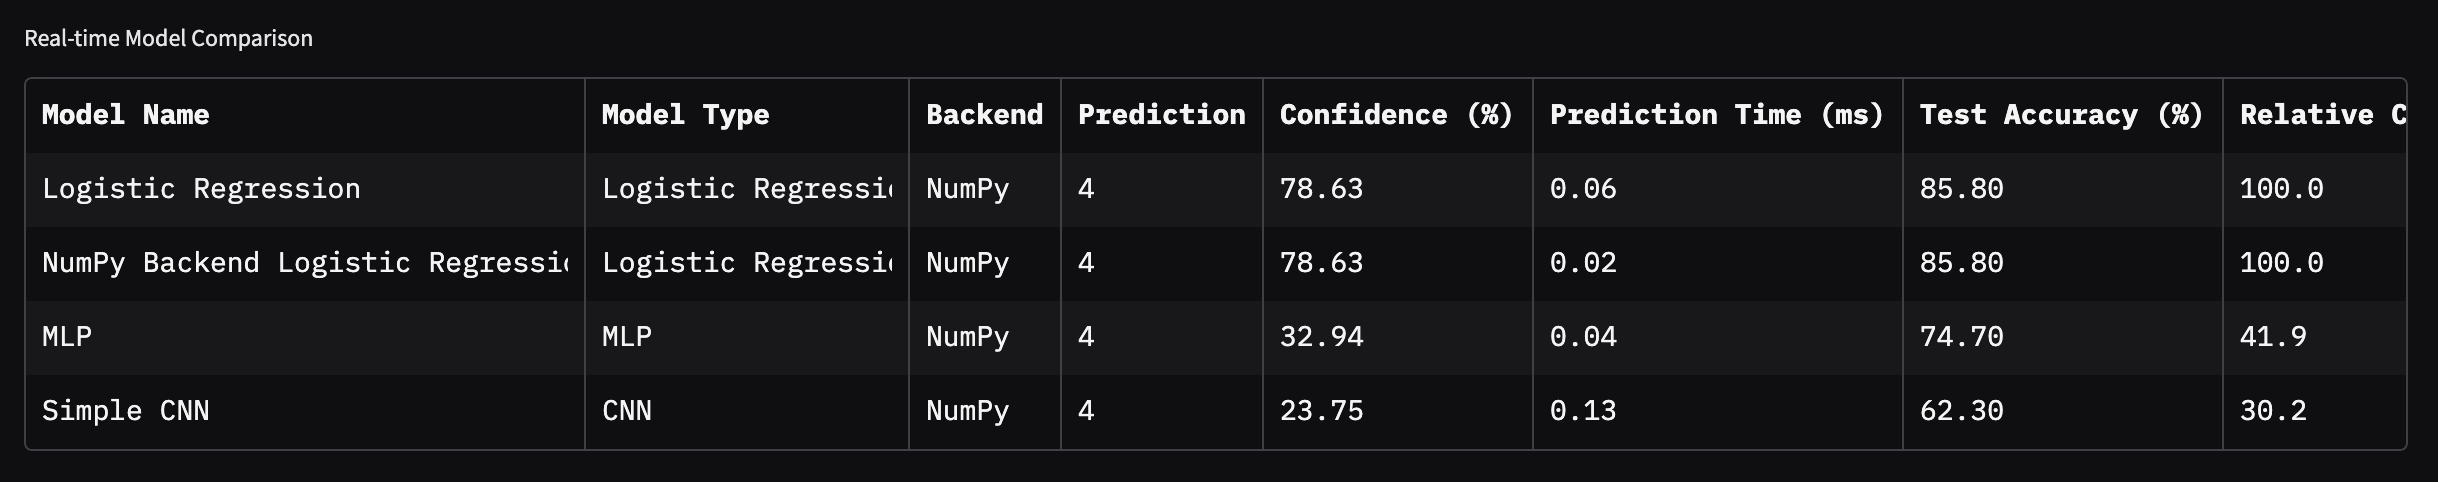 Real-time Model Comparison
Model Name Model Type Backend Prediction Confidence (%) Prediction Time (ms) Test Accuracy (%) Relative C
Logistic Regression Logistic Regressi NumPy 4 78.63 0.06 85.80 100.0
NumPy Backend Logistic Regressi Logistic Regressi NumPy 4 78.63 0.02 85.80 100.0
MLP MLP NumPy 4 32.94 0.04 74.70 41.9
Simple CNN CNN NumPy 4 23.75 0.13 62.30 30.2